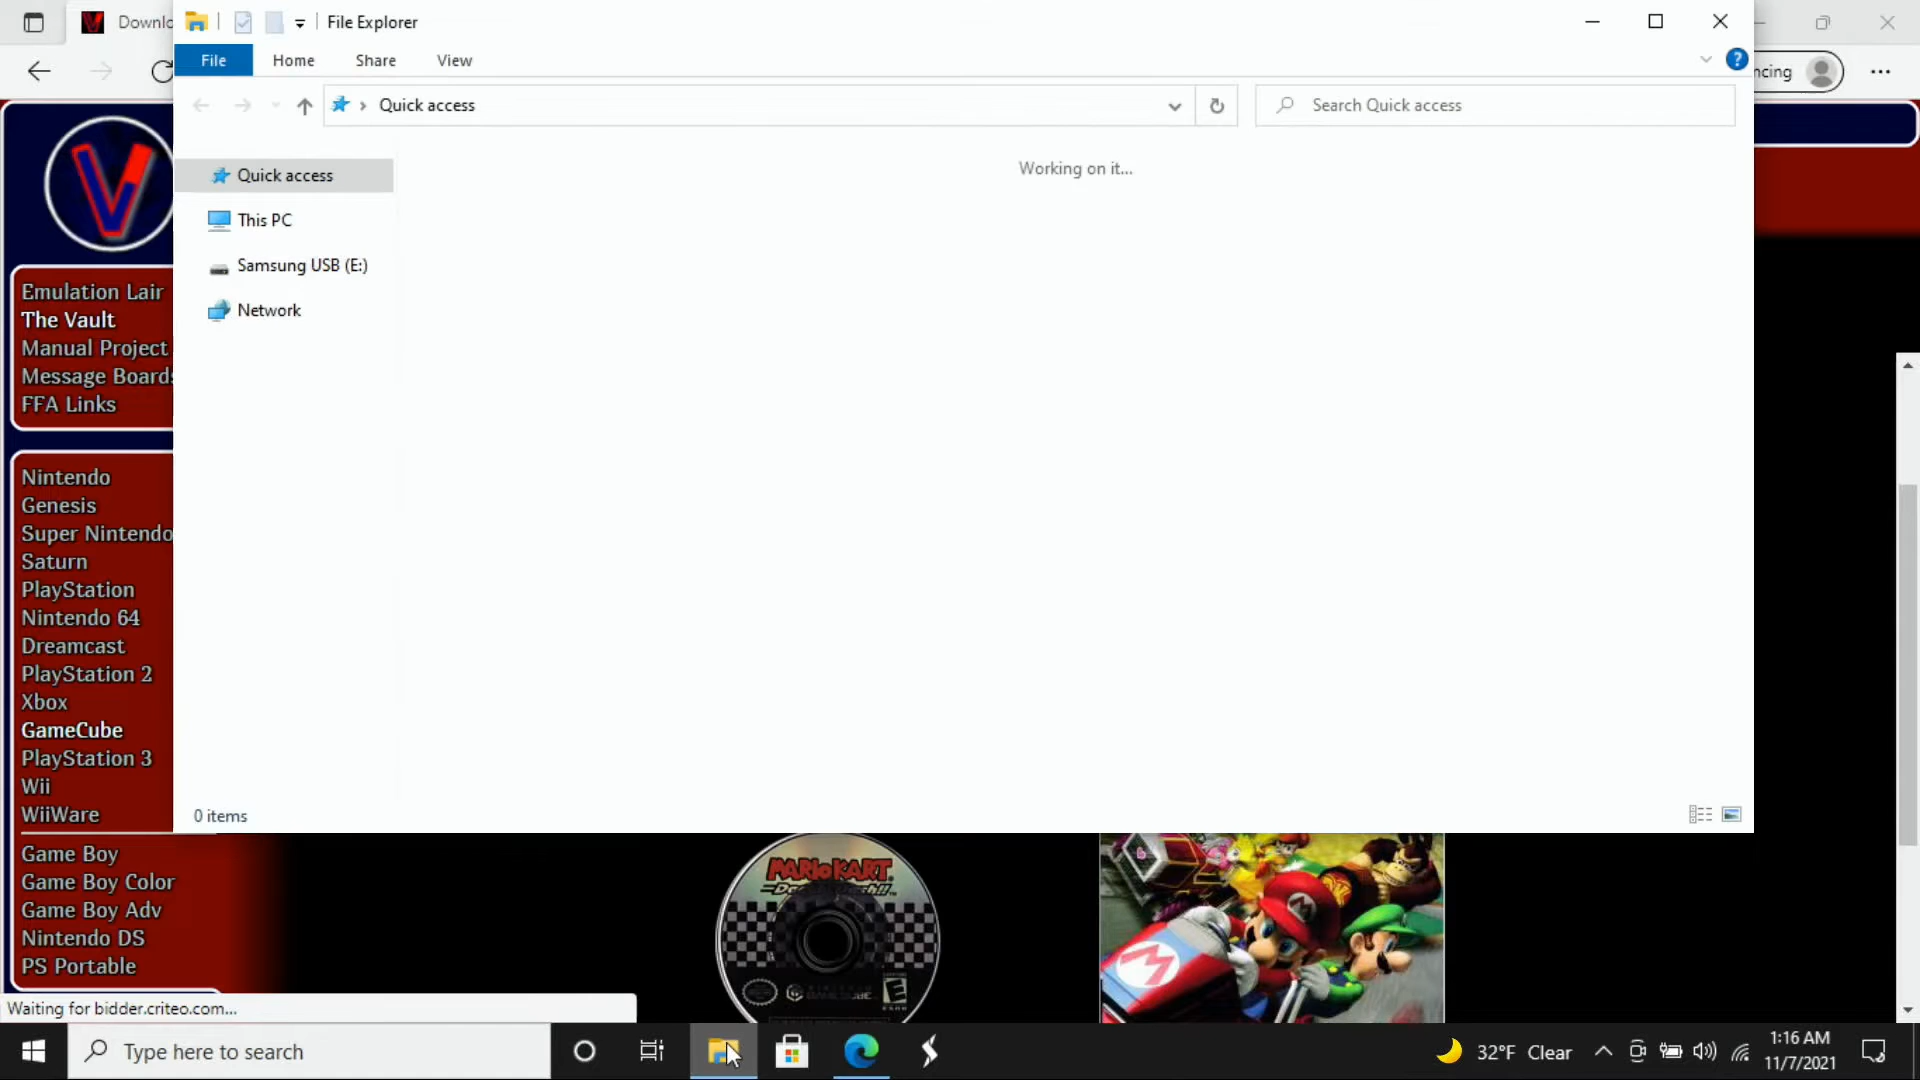 Downlo
File Explorer
File
Home
Share
View
?
ncing
Quick access
Search Quick access
Working on it...
Quick access
This PC
Samsung USB (E:)
Network
V
Emulation Lair
The Vault
Manual Project
Message Boards
FFA Links
Nintendo
Genesis
Super Nintendo
Saturn
PlayStation
Nintendo 64
Dreamcast
PlayStation 2
Xbox
GameCube
PlayStation 3
Wii
WiiWare
0 items
Game Boy
Game Boy Color
Game Boy Adv
Nintendo DS
PS Portable
MARIOKART
Waiting for bidder.criteo.com...
Type here to search
32°F Clear
1:16 AM
11/7/2021